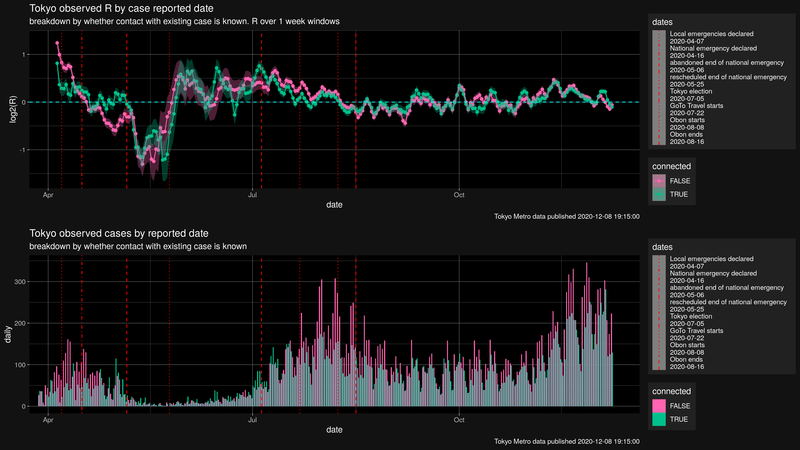 Tokyo observed R by case reported date
breakdown by whether contact with existing case is known. R over 1 week windows
log2(R)
1
0
-1
Apr
Jul
Oct
date
Tokyo Metro data published 2020-12-08 19:15:00
dates
Local emergencies declared
2020-04-07
National emergency declared
2020-04-16
abandoned end of national emergency
2020-05-06
rescheduled end of national emergency
2020-05-25
Tokyo election
2020-07-05
GoTo Travel starts
2020-07-22
Obon starts
2020-08-08
Obon ends
2020-08-16
connected
FALSE
TRUE
Tokyo observed cases by reported date
breakdown by whether contact with existing case is known
daily
300
200
100
0
Apr
Jul
Oct
date
Tokyo Metro data published 2020-12-08 19:15:00
dates
Local emergencies declared
2020-04-07
National emergency declared
2020-04-16
abandoned end of national emergency
2020-05-06
rescheduled end of national emergency
2020-05-25
Tokyo election
2020-07-05
GoTo Travel starts
2020-07-22
Obon starts
2020-08-08
Obon ends
2020-08-16
connected
FALSE
TRUE